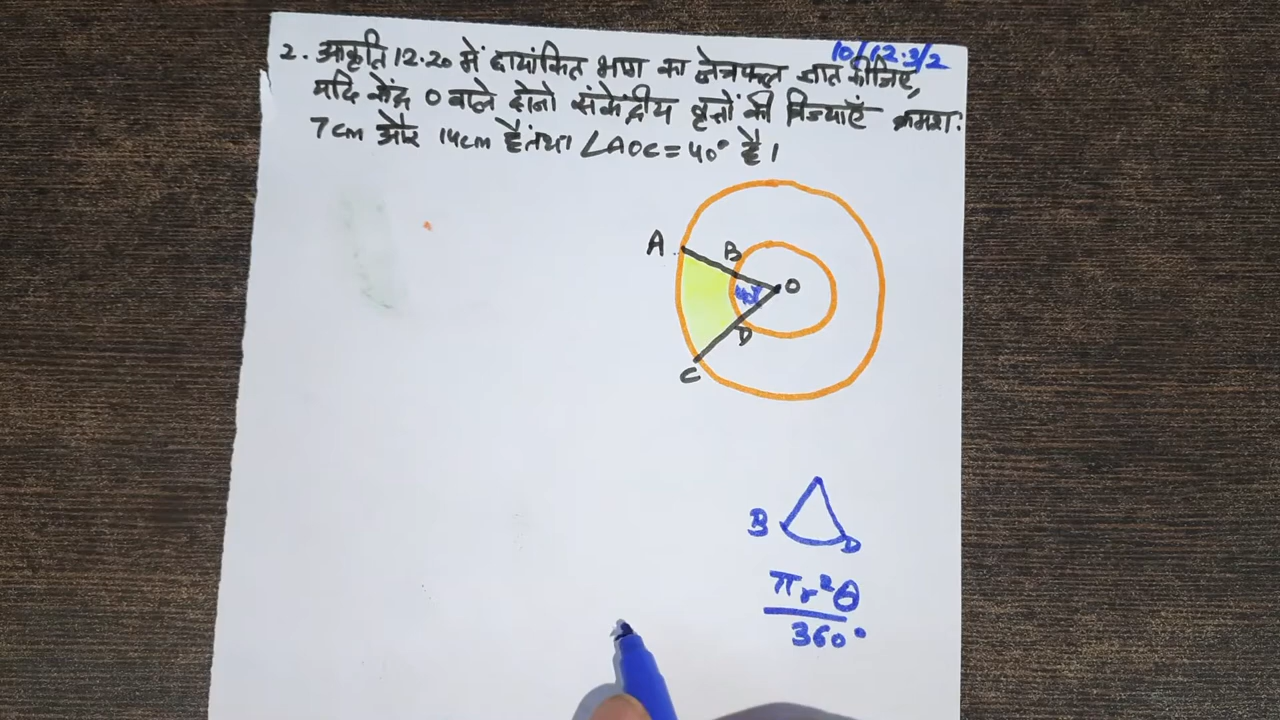 10/12.3/2
2. आकृति 12.20 में छायांकित भाग का क्षेत्रफल ज्ञात कीजिए,
यदि केंद्र O वाले दोनों संकेंद्रीय वृत्तों की त्रिज्याएँ क्रमश:
7cm और 14cm हैं तथा ∠AOC = 40° है।
A
B
O
40°
D
C
B
D
πr²θ
360°